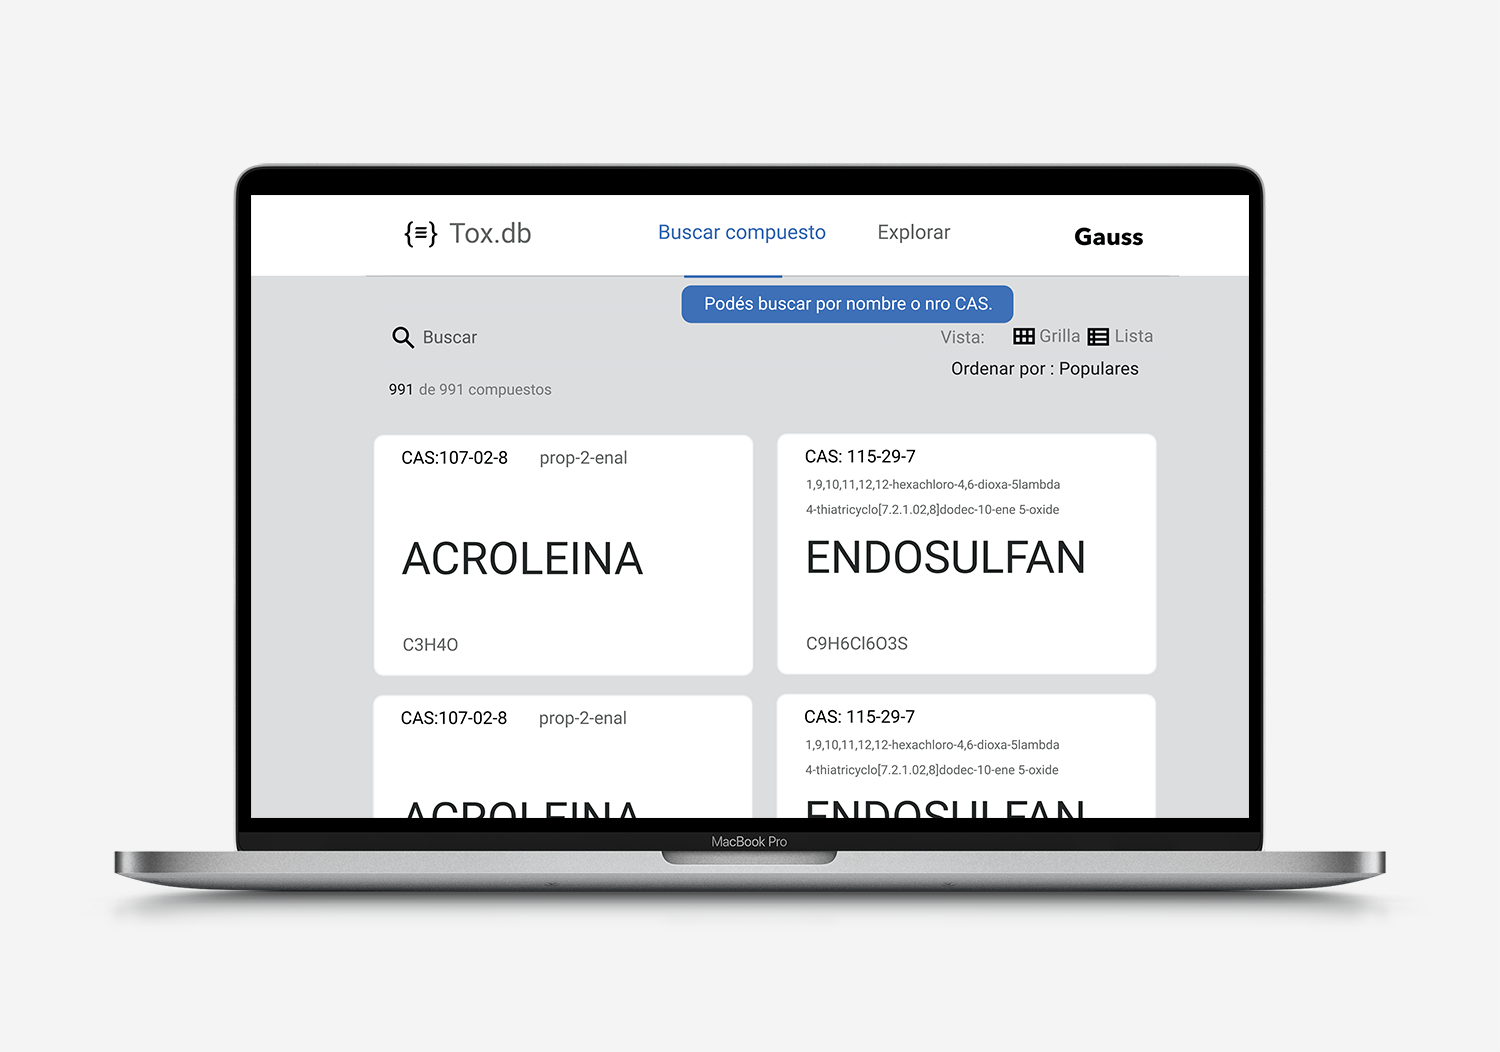 Tox.db
Buscar compuesto
Explorar
Gauss
Podés buscar por nombre o nro CAS.
Buscar
Vista:
Grilla
Lista
Ordenar por : Populares
991 de 991 compuestos
CAS:107-02-8 prop-2-enal
ACROLEINA
C3H4O
CAS: 115-29-7
1,9,10,11,12,12-hexachloro-4,6-dioxa-5lambda
4-thiatricyclo[7.2.1.02,8]dodec-10-ene 5-oxide
ENDOSULFAN
C9H6Cl6O3S
CAS:107-02-8 prop-2-enal
ACROLEINA
CAS: 115-29-7
1,9,10,11,12,12-hexachloro-4,6-dioxa-5lambda
4-thiatricyclo[7.2.1.02,8]dodec-10-ene 5-oxide
ENDOSULFAN
MacBook Pro